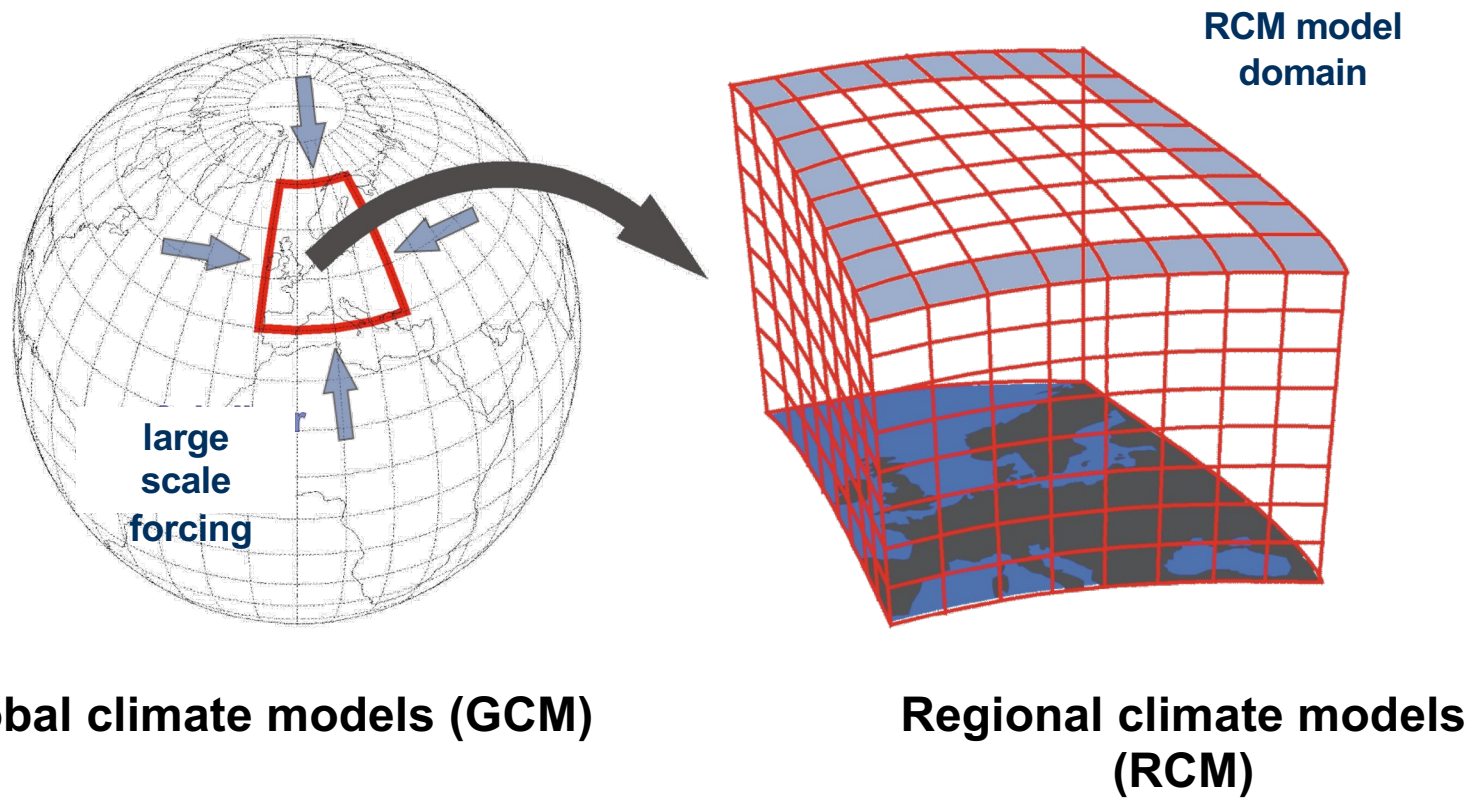 RCM model
domain
large
scale
forcing
obal climate models (GCM)
Regional climate models
(RCM)